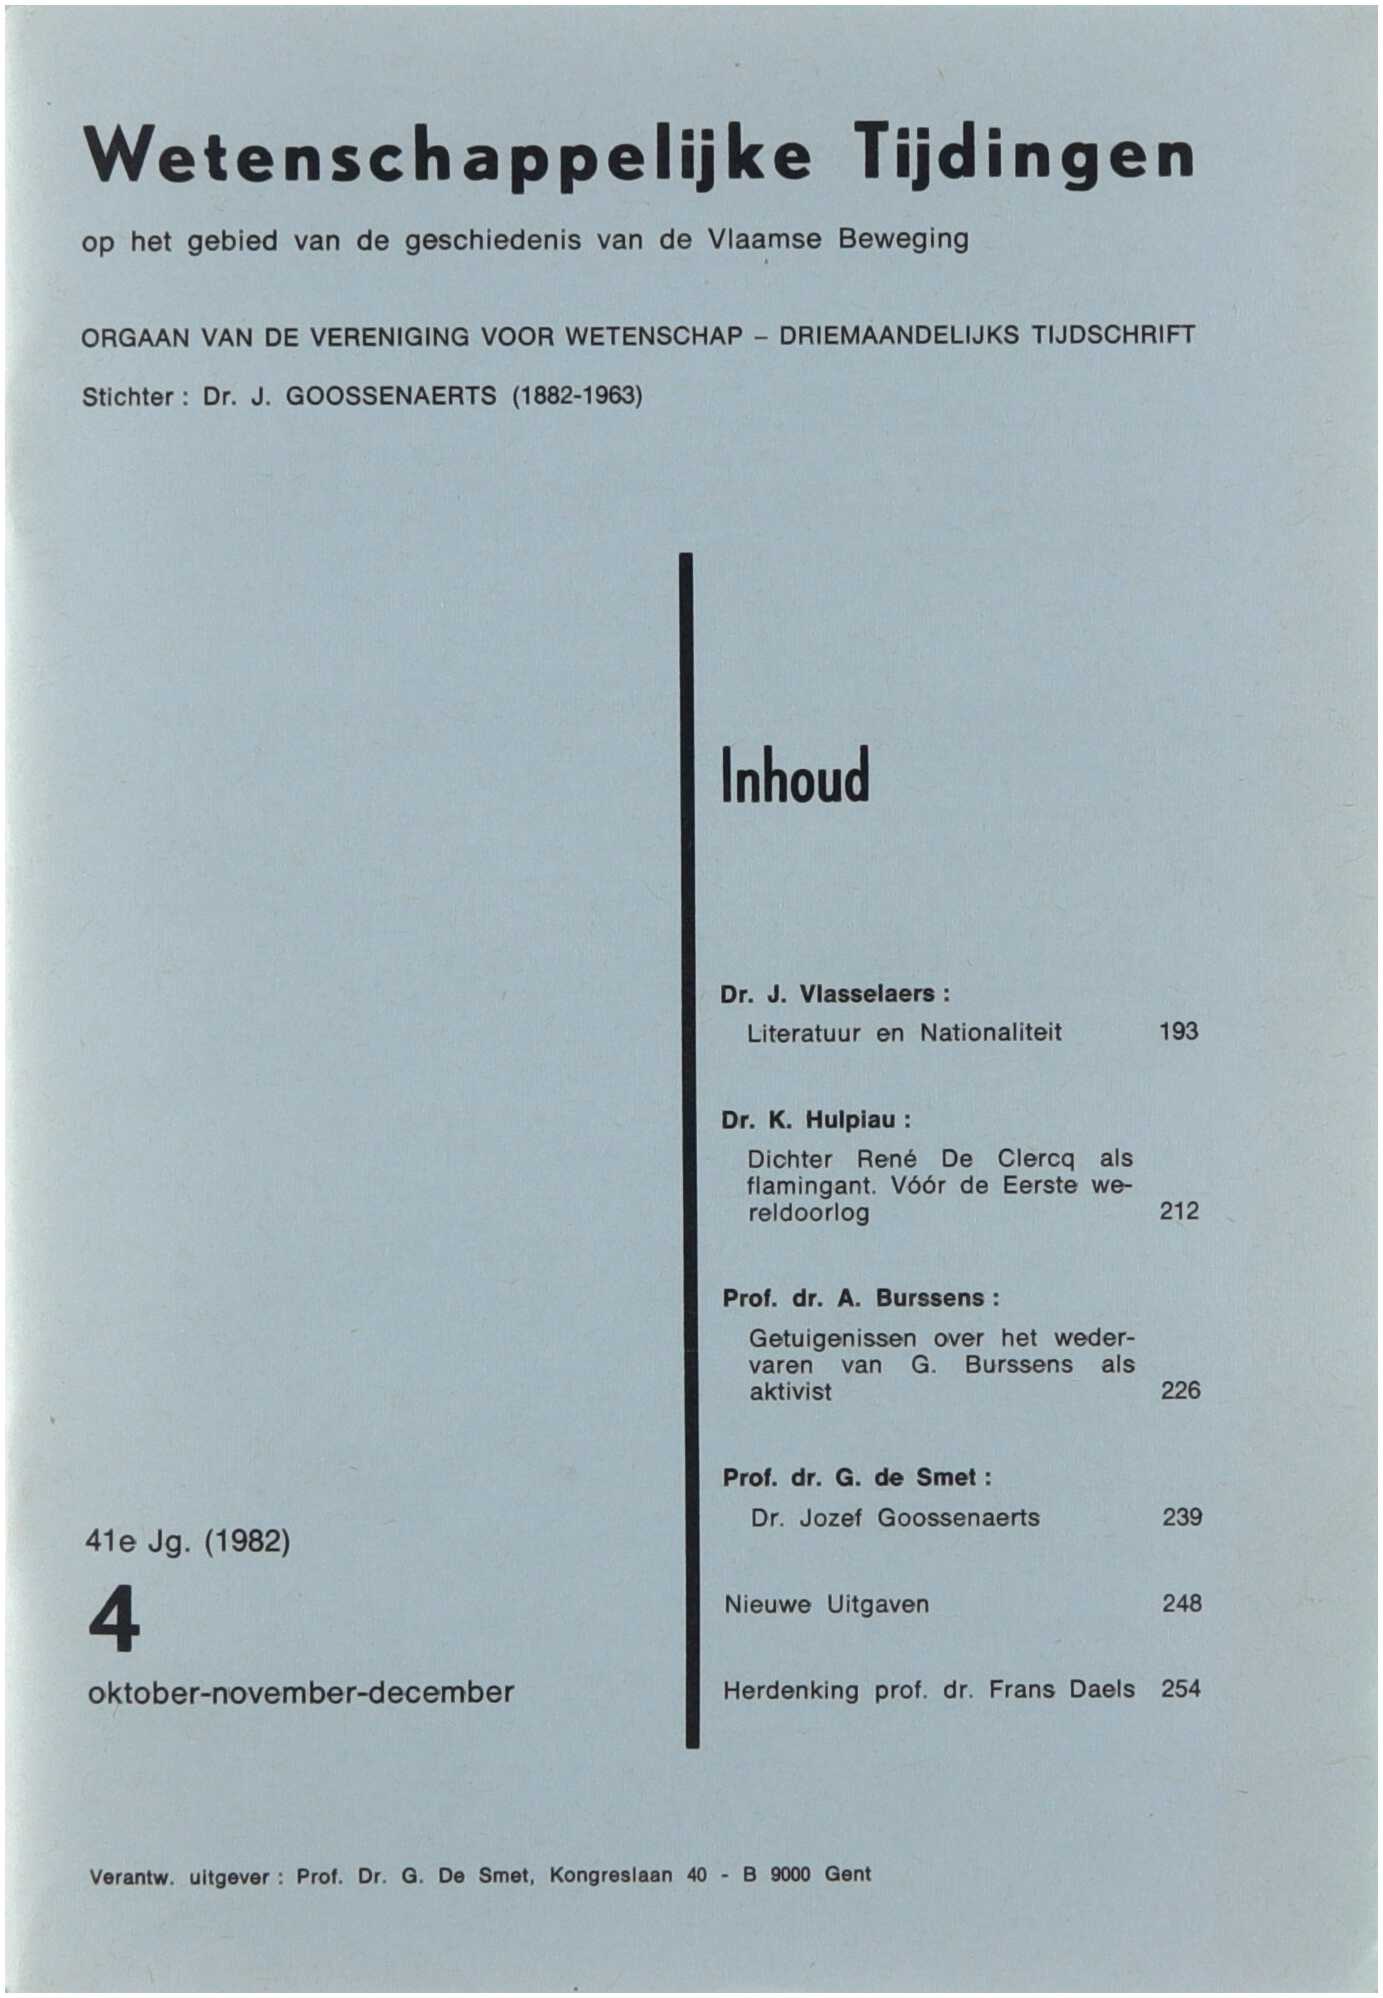 Wetenschappelijke Tijdingen
op het gebied van de geschiedenis van de Vlaamse Beweging
ORGAAN VAN DE VERENIGING VOOR WETENSCHAP – DRIEMAANDELIJKS TIJDSCHRIFT
Stichter : Dr. J. GOOSSENAERTS (1882-1963)
Inhoud
Dr. J. Vlasselaers :
Literatuur en Nationaliteit 193
Dr. K. Hulpiau :
Dichter René De Clercq als
flamingant. Vóór de Eerste we-
reldoorlog 212
Prof. dr. A. Burssens :
Getuigenissen over het weder-
varen van G. Burssens als
aktivist 226
Prof. dr. G. de Smet :
Dr. Jozef Goossenaerts 239
Nieuwe Uitgaven 248
Herdenking prof. dr. Frans Daels 254
41e Jg. (1982)
4
oktober-november-december
Verantw. uitgever : Prof. Dr. G. De Smet, Kongreslaan 40 - B 9000 Gent